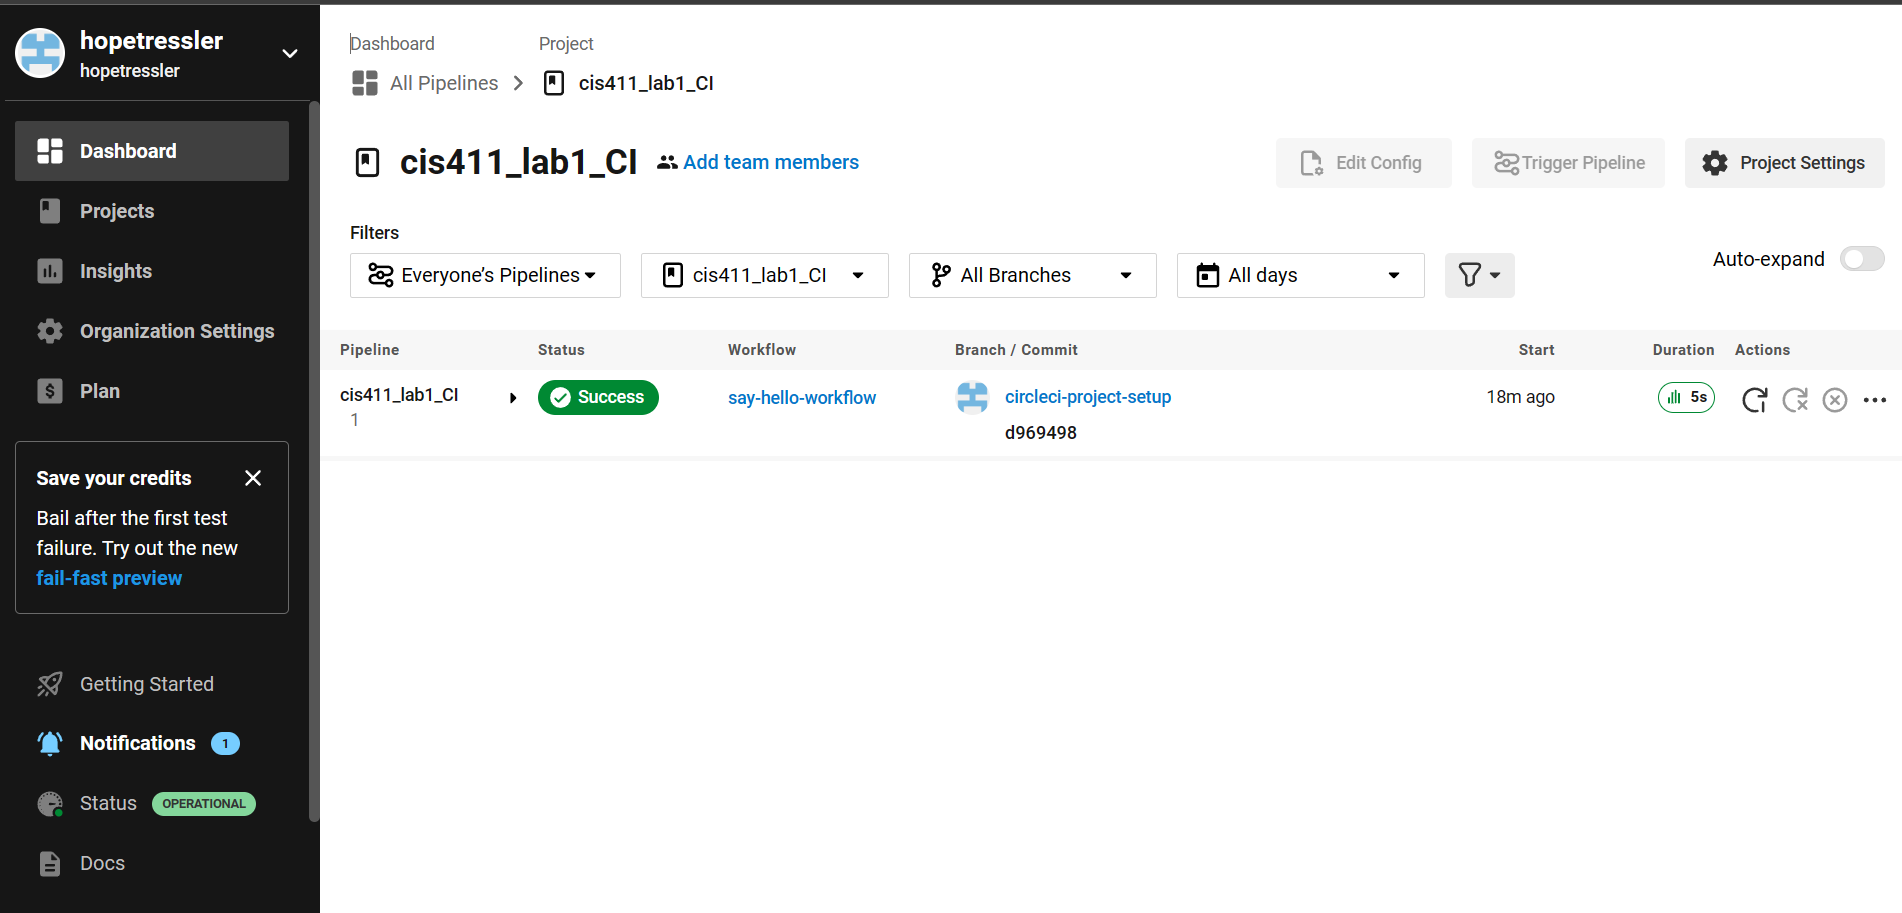 hopetressler
hopetressler
Dashboard
Projects
Insights
Organization Settings
Plan
Save your credits
Bail after the first test
failure. Try out the new
fail-fast preview
Getting Started
Notifications 1
Status OPERATIONAL
Docs
Dashboard Project
All Pipelines cis411_lab1_CI
cis411_lab1_CI Add team members
Edit Config Trigger Pipeline Project Settings
Filters
Everyone’s Pipelines cis411_lab1_CI All Branches All days
Auto-expand
Pipeline Status Workflow Branch / Commit Start Duration Actions
cis411_lab1_CI Success say-hello-workflow circleci-project-setup 18m ago 5s
1 d969498